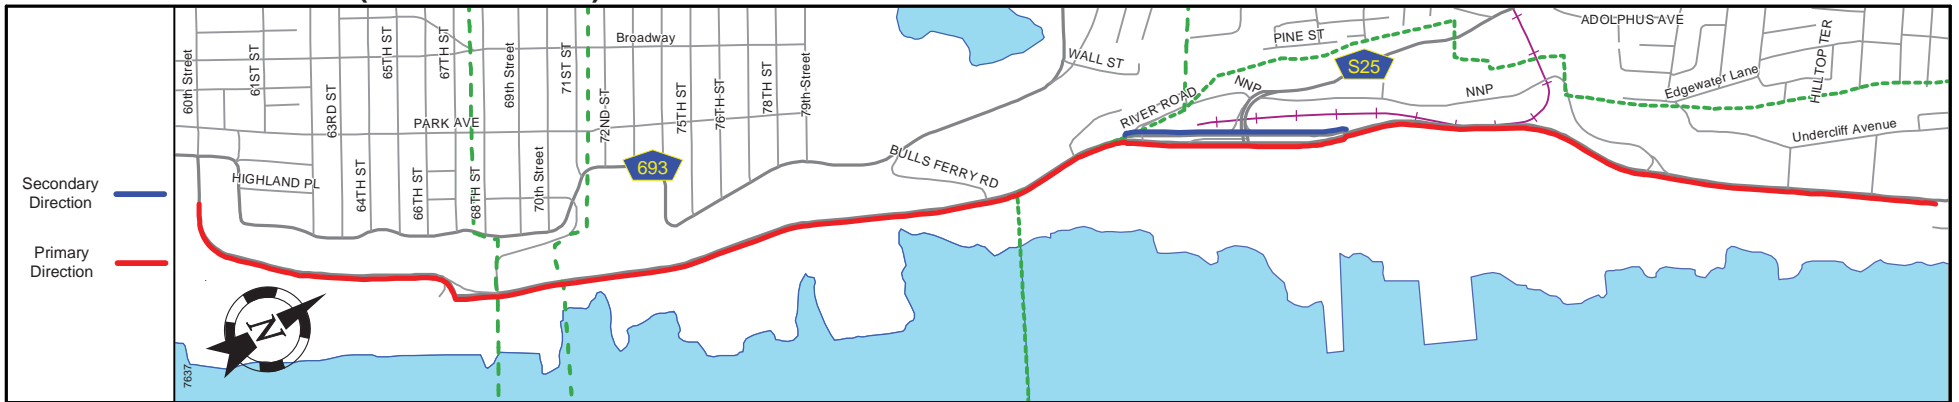 Secondary
Direction
Primary
Direction
60th Street
61ST ST
63RD ST
65TH ST
67TH ST
69th Street
71ST ST
Broadway
72ND ST
75TH ST
76TH ST
78TH ST
79th Street
PARK AVE
HIGHLAND PL
64TH ST
66TH ST
68TH ST
70th Street
693
BULLS FERRY RD
WALL ST
RIVER ROAD
NNP
PINE ST
S25
NNP
ADOLPHUS AVE
Edgewater Lane
HILLTOP TER
Undercliff Avenue
N
7637